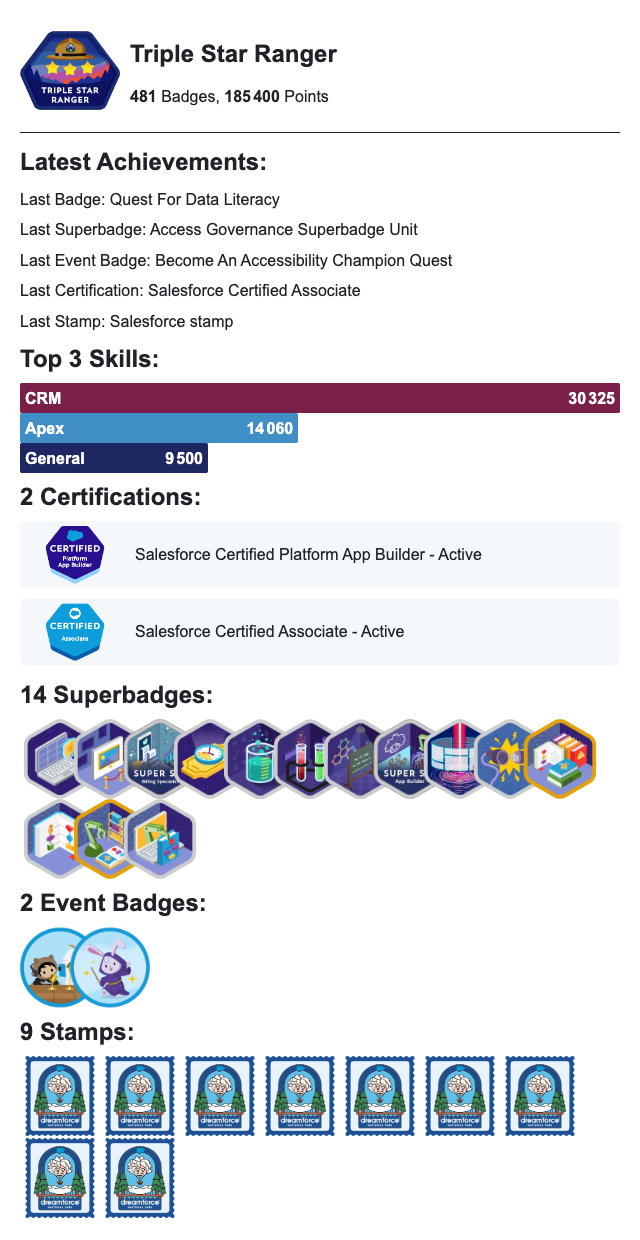 TRIPLE STAR
RANGER
Triple Star Ranger
481 Badges, 185 400 Points
Latest Achievements:
Last Badge: Quest For Data Literacy
Last Superbadge: Access Governance Superbadge Unit
Last Event Badge: Become An Accessibility Champion Quest
Last Certification: Salesforce Certified Associate
Last Stamp: Salesforce stamp
Top 3 Skills:
CRM 30 325
Apex 14 060
General 9 500
2 Certifications:
CERTIFIED
Platform
App Builder
Salesforce Certified Platform App Builder - Active
CERTIFIED
Associate
Salesforce Certified Associate - Active
14 Superbadges:
SUPER S
SUPER S
App Builder
2 Event Badges:
9 Stamps:
dreamforce
dreamforce
dreamforce
dreamforce
dreamforce
dreamforce
dreamforce
dreamforce
dreamforce